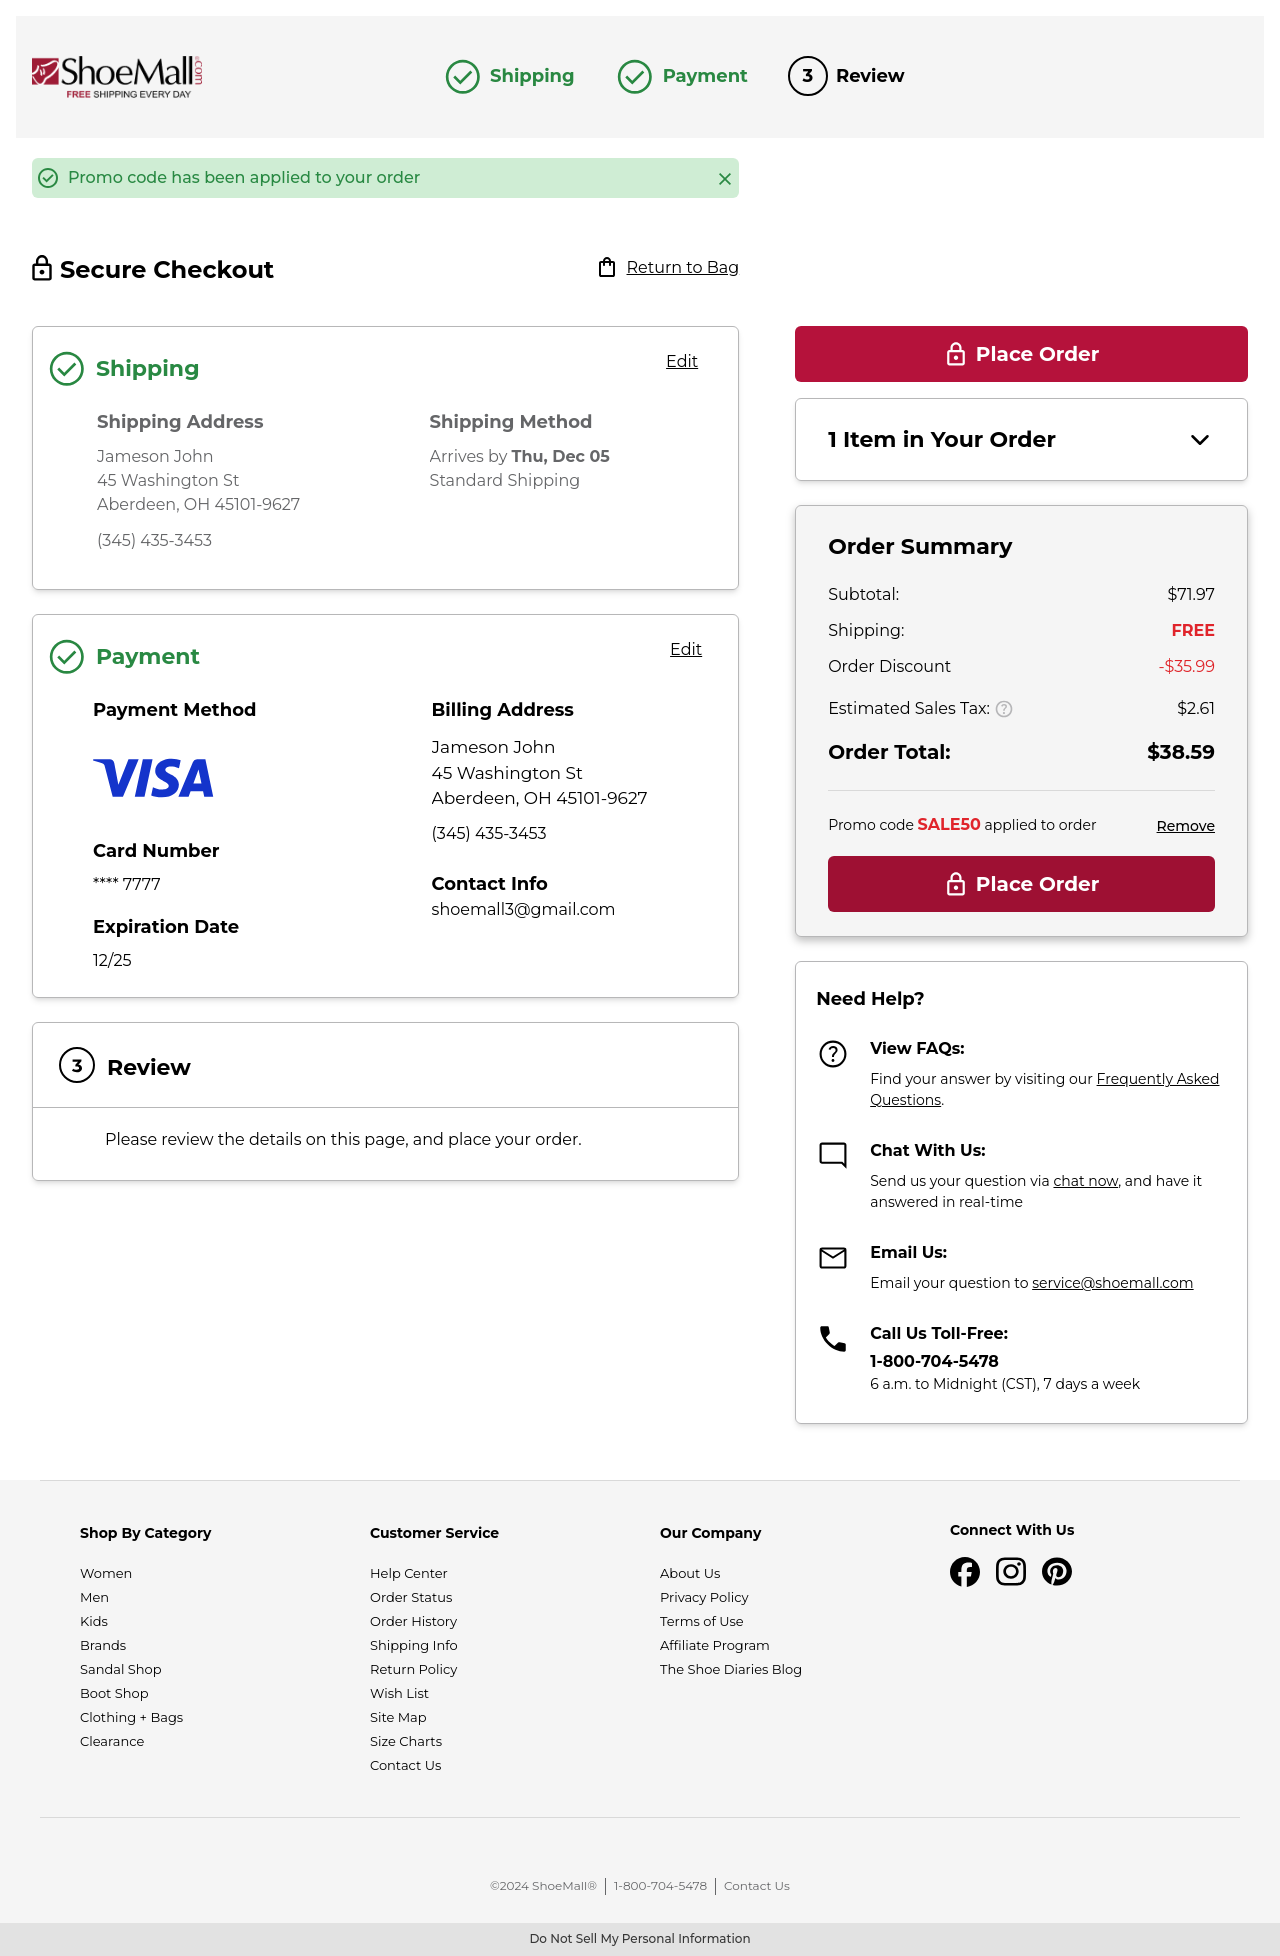 ShoeMall.com
FREE SHIPPING EVERY DAY
Shipping
Payment
3 Review
Promo code has been applied to your order
Secure Checkout
Return to Bag
Shipping
Edit
Shipping Address
Jameson John
45 Washington St
Aberdeen, OH 45101-9627
(345) 435-3453
Shipping Method
Arrives by Thu, Dec 05
Standard Shipping
Payment
Edit
Payment Method
VISA
Card Number
**** 7777
Expiration Date
12/25
Billing Address
Jameson John
45 Washington St
Aberdeen, OH 45101-9627
(345) 435-3453
Contact Info
shoemall3@gmail.com
3 Review
Please review the details on this page, and place your order.
Place Order
1 Item in Your Order
Order Summary
Subtotal: $71.97
Shipping: FREE
Order Discount -$35.99
Estimated Sales Tax: ? $2.61
Order Total: $38.59
Promo code SALE50 applied to order Remove
Place Order
Need Help?
View FAQs:
Find your answer by visiting our Frequently Asked
Questions.
Chat With Us:
Send us your question via chat now, and have it
answered in real-time
Email Us:
Email your question to service@shoemall.com
Call Us Toll-Free:
1-800-704-5478
6 a.m. to Midnight (CST), 7 days a week
Shop By Category
Women
Men
Kids
Brands
Sandal Shop
Boot Shop
Clothing + Bags
Clearance
Customer Service
Help Center
Order Status
Order History
Shipping Info
Return Policy
Wish List
Site Map
Size Charts
Contact Us
Our Company
About Us
Privacy Policy
Terms of Use
Affiliate Program
The Shoe Diaries Blog
Connect With Us
©2024 ShoeMall® | 1-800-704-5478 | Contact Us
Do Not Sell My Personal Information